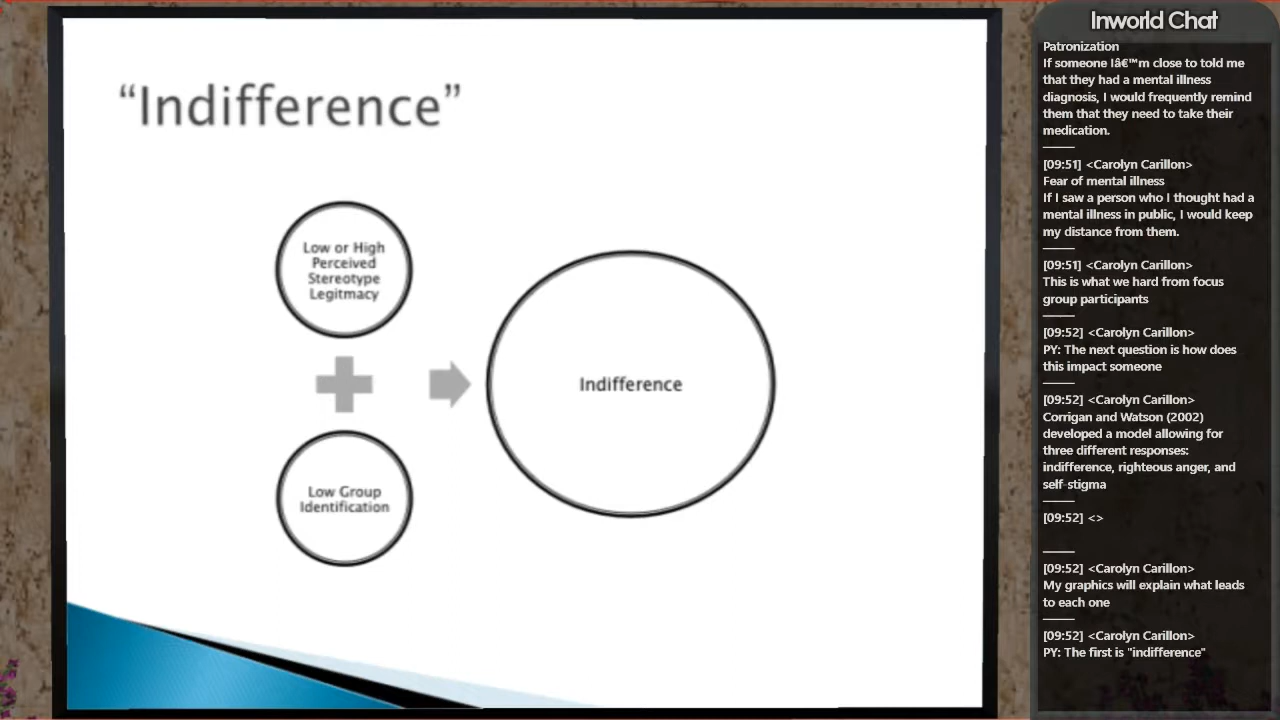 “Indifference”
Low or High
Perceived
Stereotype
Legitmacy
Low Group
Identification
Indifference
Inworld Chat
Patronization
If someone Iâ€™m close to told me
that they had a mental illness
diagnosis, I would frequently remind
them that they need to take their
medication.
[09:51] <Carolyn Carillon>
Fear of mental illness
If I saw a person who I thought had a
mental illness in public, I would keep
my distance from them.
[09:51] <Carolyn Carillon>
This is what we hard from focus
group participants
[09:52] <Carolyn Carillon>
PY: The next question is how does
this impact someone
[09:52] <Carolyn Carillon>
Corrigan and Watson (2002)
developed a model allowing for
three different responses:
indifference, righteous anger, and
self-stigma
[09:52] <>
[09:52] <Carolyn Carillon>
My graphics will explain what leads
to each one
[09:52] <Carolyn Carillon>
PY: The first is "indifference"